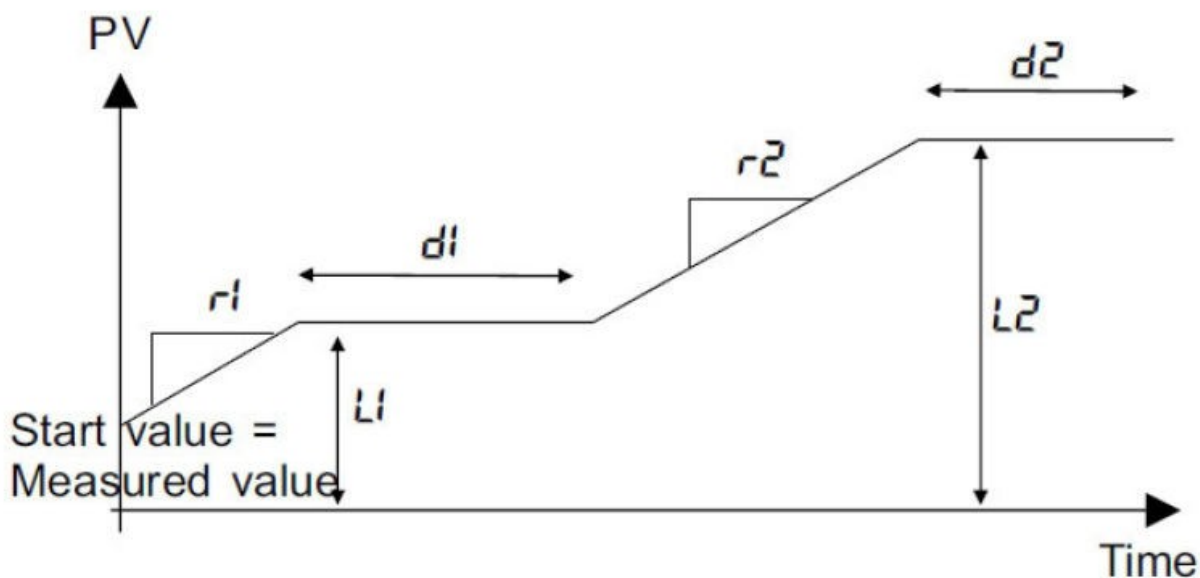 PV
d2
r2
d1
r1
L2
L1
Start value =
Measured value
Time